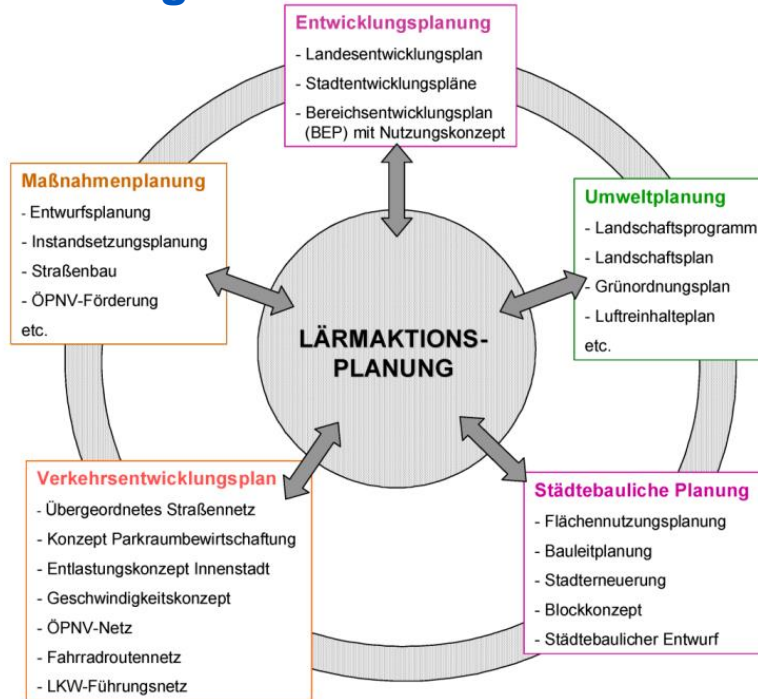 Entwicklungsplanung
- Landesentwicklungsplan
- Stadtentwicklungspläne
- Bereichsentwicklungsplan
(BEP) mit Nutzungskonzept
Maßnahmenplanung
- Entwurfsplanung
- Instandsetzungsplanung
- Straßenbau
- ÖPNV-Förderung
etc.
Umweltplanung
- Landschaftsprogramm
- Landschaftsplan
- Grünordnungsplan
- Luftreinhalteplan
etc.
LÄRMAKTIONS-
PLANUNG
Verkehrsentwicklungsplan
- Übergeordnetes Straßennetz
- Konzept Parkraumbewirtschaftung
- Entlastungskonzept Innenstadt
- Geschwindigkeitskonzept
- ÖPNV-Netz
- Fahrradroutennetz
- LKW-Führungsnetz
Städtebauliche Planung
- Flächennutzungsplanung
- Bauleitplanung
- Stadterneuerung
- Blockkonzept
- Städtebaulicher Entwurf